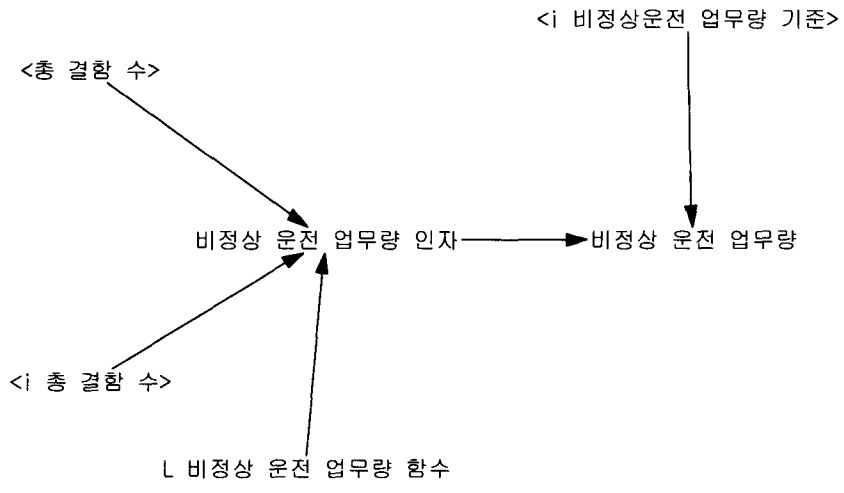 <i 비정상운전 업무량 기준>
<총 결함 수>
비정상 운전 업무량 인자
비정상 운전 업무량
<i 총 결함 수>
L 비정상 운전 업무량 함수